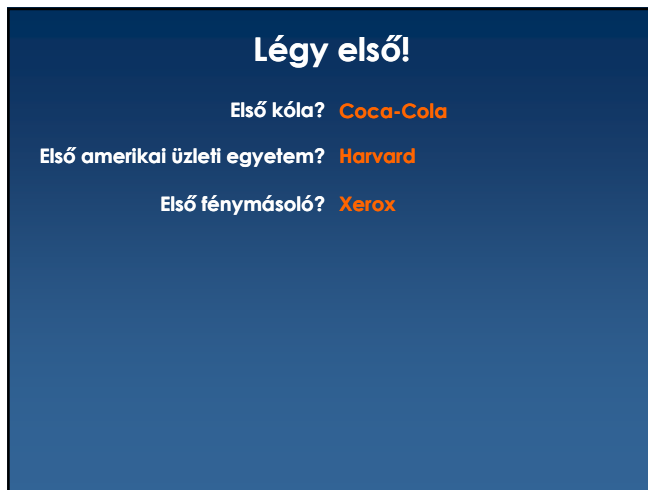 Légy első!
Első kóla? Coca-Cola
Első amerikai üzleti egyetem? Harvard
Első fénymásoló? Xerox